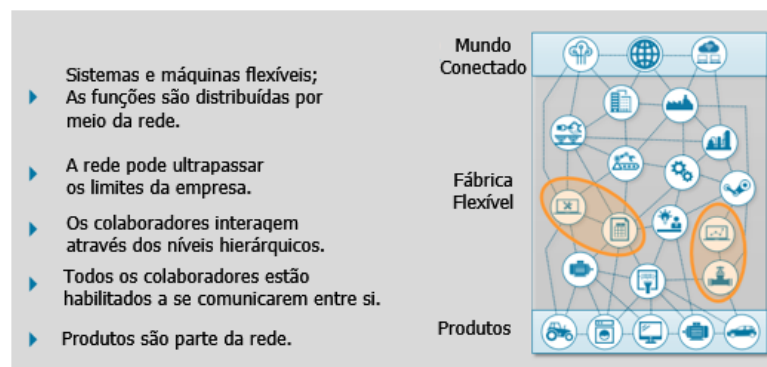 Sistemas e máquinas flexíveis;
As funções são distribuídas por
meio da rede.
A rede pode ultrapassar
os limites da empresa.
Os colaboradores interagem
através dos níveis hierárquicos.
Todos os colaboradores estão
habilitados a se comunicarem entre si.
Produtos são parte da rede.
Mundo
Conectado
Fábrica
Flexível
Produtos